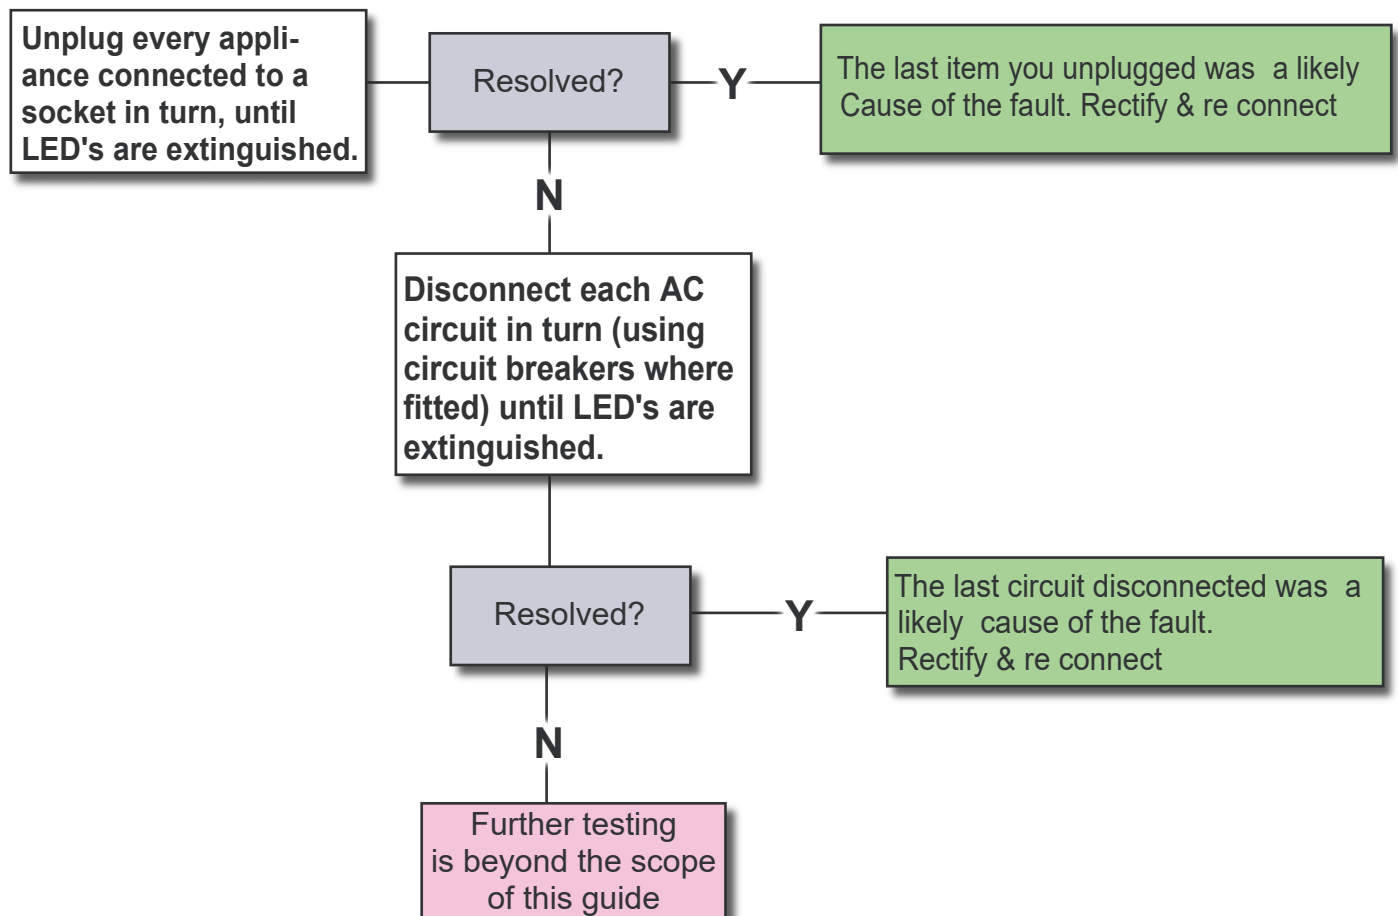 Unplug every appli-
ance connected to a
socket in turn, until
LED's are extinguished.
Resolved?
Y
The last item you unplugged was  a likely
Cause of the fault. Rectify & re connect
N
Disconnect each AC
circuit in turn (using
circuit breakers where
fitted) until LED's are
extinguished.
Resolved?
Y
The last circuit disconnected was  a
likely  cause of the fault.
Rectify & re connect
N
Further testing
is beyond the scope
of this guide